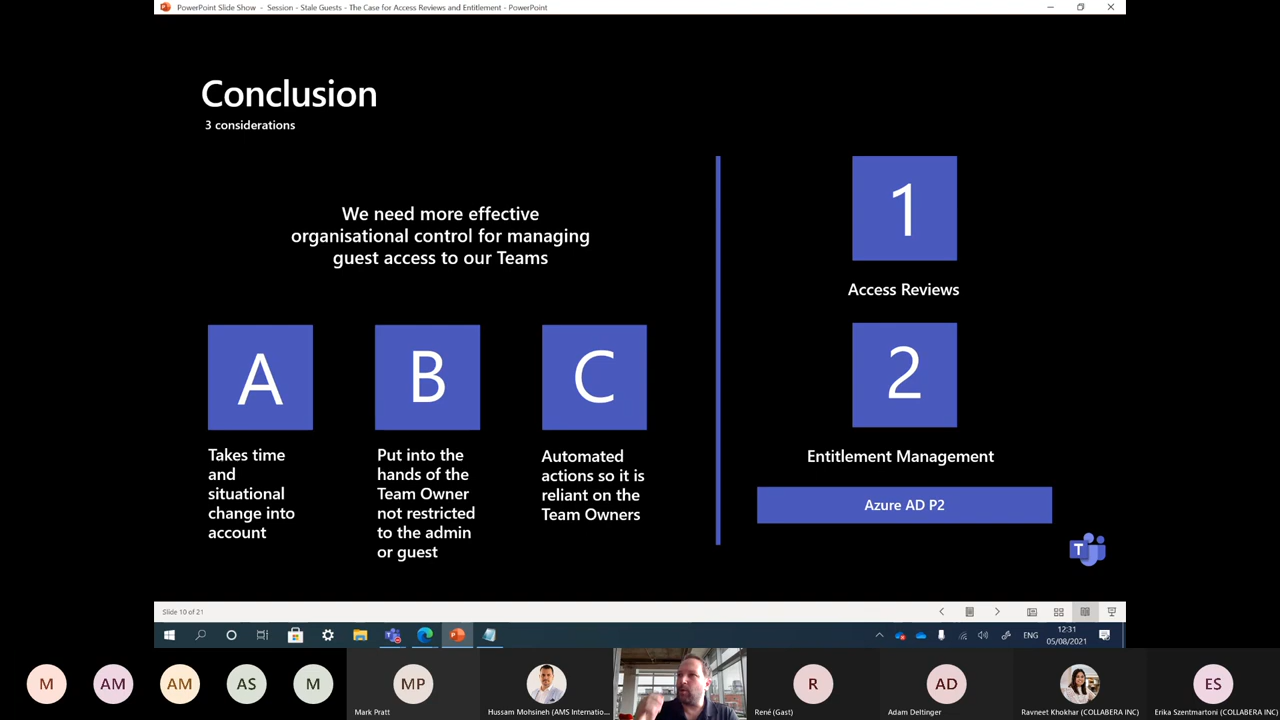 PowerPoint Slide Show - Session - Stale Guests - The Case for Access Reviews and Entitlement - PowerPoint
Conclusion
3 considerations
We need more effective
organisational control for managing
guest access to our Teams
A
B
C
Takes time
and
situational
change into
account
Put into the
hands of the
Team Owner
not restricted
to the admin
or guest
Automated
actions so it is
reliant on the
Team Owners
1
Access Reviews
2
Entitlement Management
Azure AD P2
T
Slide 10 of 21
ENG
12:31
05/08/2021
M
AM
AM
AS
M
MP
R
AD
ES
Mark Pratt
Hussam Mohsineh (AMS Internatio...
René (Gast)
Adam Deltinger
Ravneet Khokhar (COLLABERA INC)
Erika Szentmartoni (COLLABERA INC)